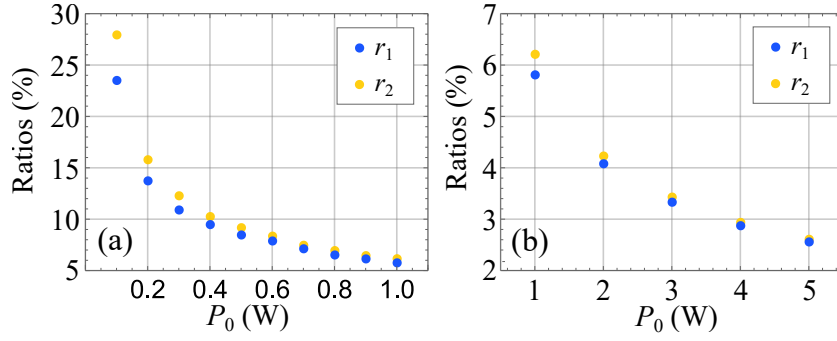 30
25
20
15
10
5
Ratios (%)
r1
r2
(a)
0.2 0.4 0.6 0.8 1.0
P0 (W)
7
6
5
4
3
2
Ratios (%)
r1
r2
(b)
1 2 3 4 5
P0 (W)